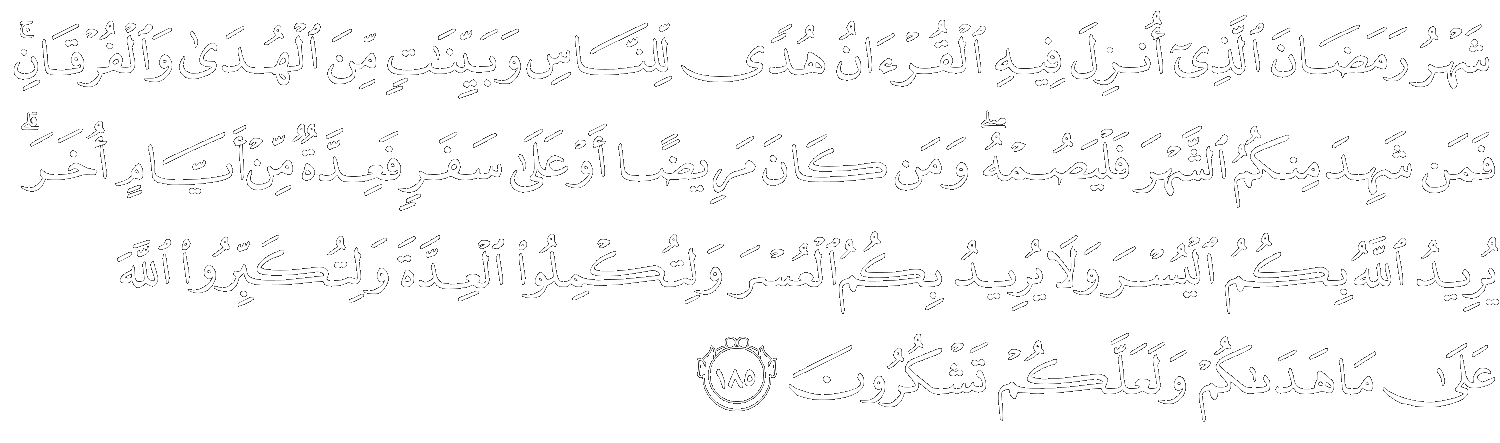 شَهْرُ رَمَضَانَ ٱلَّذِىٓ أُنزِلَ فِيهِ ٱلْقُرْءَانُ هُدًى لِّلنَّاسِ وَبَيِّنَٰتٍ مِّنَ ٱلْهُدَىٰ وَٱلْفُرْقَانِ ۚ
فَمَن شَهِدَ مِنكُمُ ٱلشَّهْرَ فَلْيَصُمْهُ ۖ وَمَن كَانَ مَرِيضًا أَوْ عَلَىٰ سَفَرٍ فَعِدَّةٌ مِّنْ أَيَّامٍ أُخَرَ ۗ
يُرِيدُ ٱللَّهُ بِكُمُ ٱلْيُسْرَ وَلَا يُرِيدُ بِكُمُ ٱلْعُسْرَ وَلِتُكْمِلُوا۟ ٱلْعِدَّةَ وَلِتُكَبِّرُوا۟ ٱللَّهَ
عَلَىٰ مَا هَدَىٰكُمْ وَلَعَلَّكُمْ تَشْكُرُونَ ١٨٥